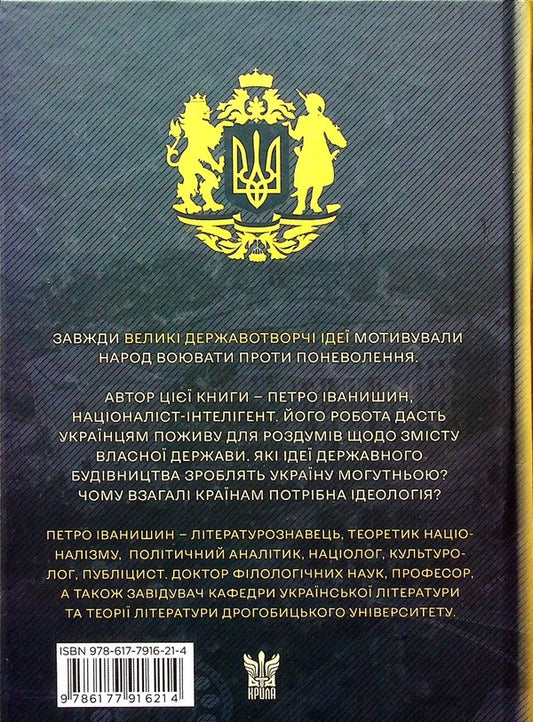 ЗАВЖДИ ВЕЛИКІ ДЕРЖАВОТВОРЧІ ІДЕЇ МОТИВУВАЛИ
НАРОД ВОЮВАТИ ПРОТИ ПОНЕВОЛЕННЯ.
АВТОР ЦІЄЇ КНИГИ – ПЕТРО ІВАНИШИН,
НАЦІОНАЛІСТ-ІНТЕЛІГЕНТ. ЙОГО РОБОТА ДАСТЬ
УКРАЇНЦЯМ ПОЖИВУ ДЛЯ РОЗДУМІВ ЩОДО ЗМІСТУ
ВЛАСНОЇ ДЕРЖАВИ. ЯКІ ІДЕЇ ДЕРЖАВНОГО
БУДІВНИЦТВА ЗРОБЛЯТЬ УКРАЇНУ МОГУТНЬОЮ?
ЧОМУ ВЗАГАЛІ КРАЇНАМ ПОТРІБНА ІДЕОЛОГІЯ?
ПЕТРО ІВАНИШИН – ЛІТЕРАТУРОЗНАВЕЦЬ, ТЕОРЕТИК НАЦІО-
НАЛІЗМУ, ПОЛІТИЧНИЙ АНАЛІТИК, НАЦІОЛОГ, КУЛЬТУРО-
ЛОГ, ПУБЛІЦИСТ. ДОКТОР ФІЛОЛОГІЧНИХ НАУК, ПРОФЕСОР,
А ТАКОЖ ЗАВІДУВАЧ КАФЕДРИ УКРАЇНСЬКОЇ ЛІТЕРАТУРИ
ТА ТЕОРІЇ ЛІТЕРАТУРИ ДРОГОБИЦЬКОГО УНІВЕРСИТЕТУ.
ISBN 978-617-7916-21-4
9 786177 916214
КРИЛА